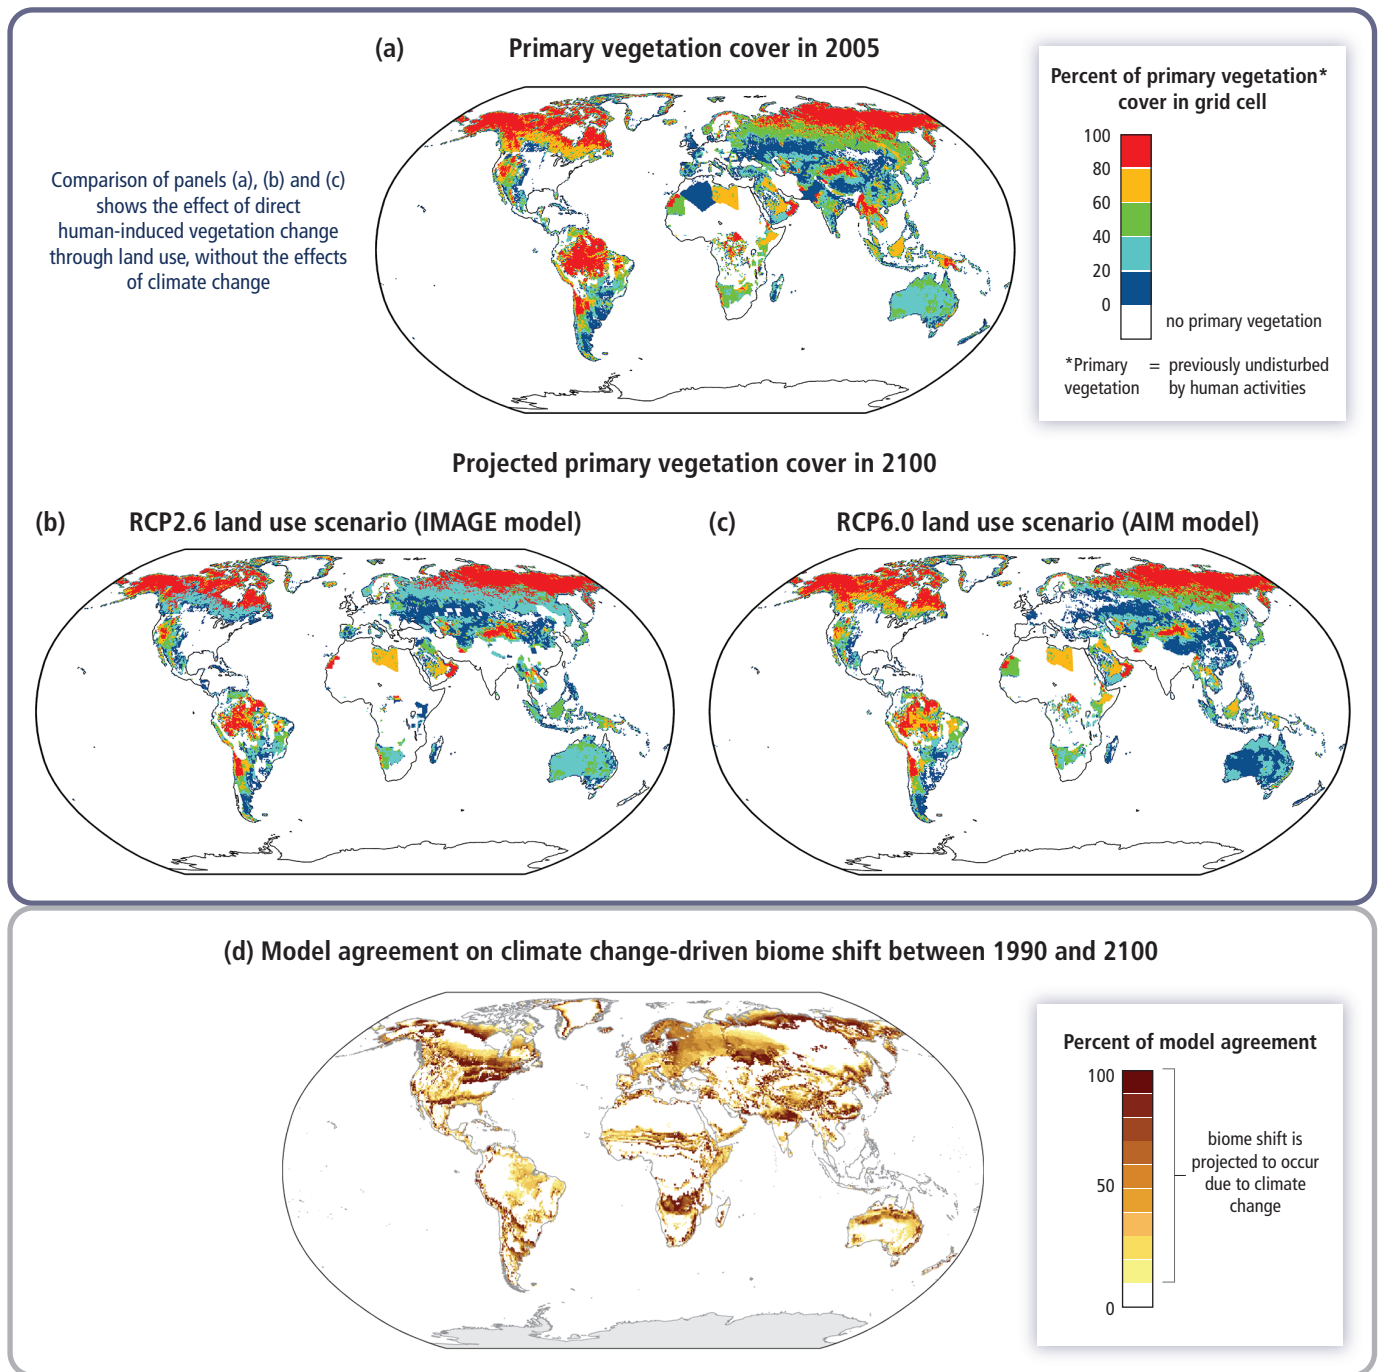 (a)
Primary vegetation cover in 2005
Comparison of panels (a), (b) and (c)
shows the effect of direct
human-induced vegetation change
through land use, without the effects
of climate change
Percent of primary vegetation*
cover in grid cell
100
80
60
40
20
0
no primary vegetation
*Primary = previously undisturbed
vegetation by human activities
Projected primary vegetation cover in 2100
(b)
RCP2.6 land use scenario (IMAGE model)
(c)
RCP6.0 land use scenario (AIM model)
(d) Model agreement on climate change-driven biome shift between 1990 and 2100
Percent of model agreement
100
50
0
biome shift is
projected to occur
due to climate
change